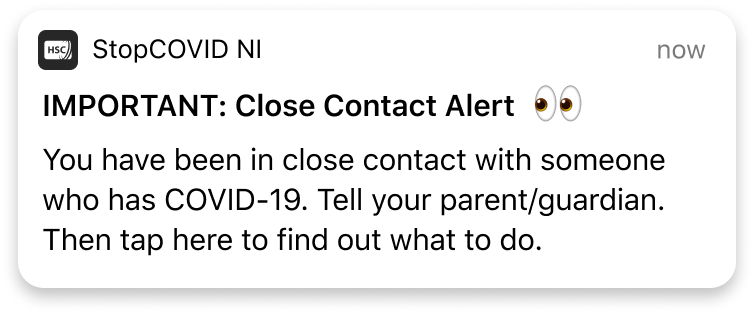 HSC StopCOVID NI now
IMPORTANT: Close Contact Alert 👀
You have been in close contact with someone
who has COVID-19. Tell your parent/guardian.
Then tap here to find out what to do.